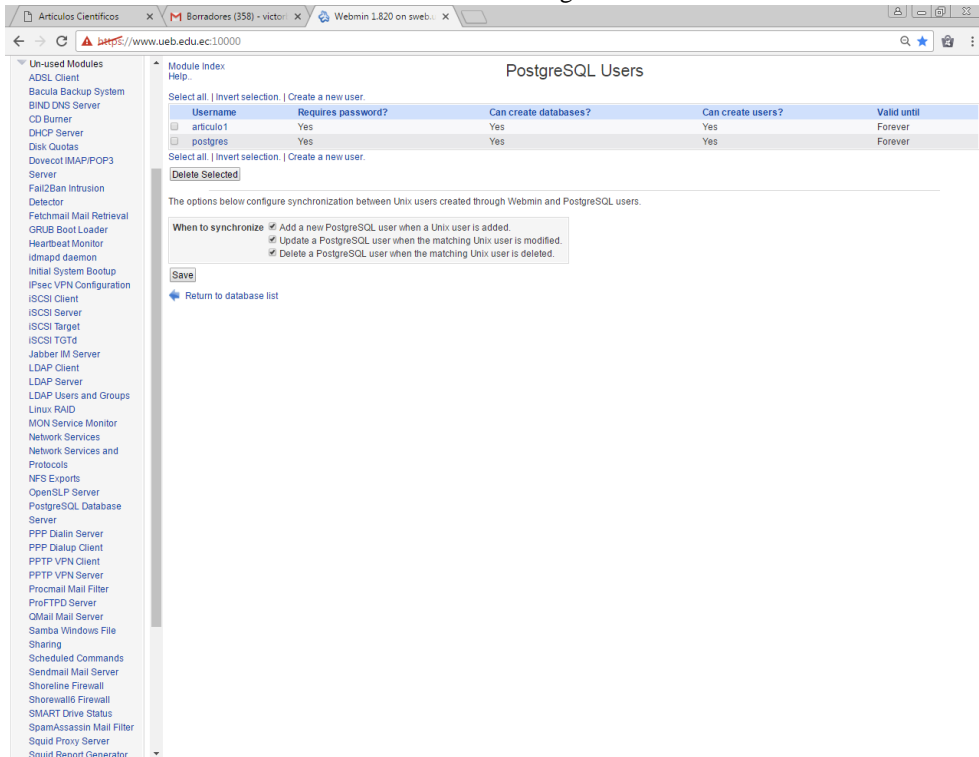 Articulos Científicos
Borradores (358) - victori
Webmin 1.820 on sweb.u
https://www.ueb.edu.ec:10000
Un-used Modules
ADSL Client
Bacula Backup System
BIND DNS Server
CD Burner
DHCP Server
Disk Quotas
Dovecot IMAP/POP3
Server
Fail2Ban Intrusion
Detector
Fetchmail Mail Retrieval
GRUB Boot Loader
Heartbeat Monitor
idmapd daemon
Initial System Bootup
IPsec VPN Configuration
iSCSI Client
iSCSI Server
iSCSI Target
iSCSI TGTd
Jabber IM Server
LDAP Client
LDAP Server
LDAP Users and Groups
Linux RAID
MON Service Monitor
Network Services
Network Services and
Protocols
NFS Exports
OpenSLP Server
PostgreSQL Database
Server
PPP Dialin Server
PPP Dialup Client
PPTP VPN Client
PPTP VPN Server
Procmail Mail Filter
ProFTPD Server
QMail Mail Server
Samba Windows File
Sharing
Scheduled Commands
Sendmail Mail Server
Shoreline Firewall
Shorewall6 Firewall
SMART Drive Status
SpamAssassin Mail Filter
Squid Proxy Server
Squid Report Generator
Module Index
Help..
PostgreSQL Users
Select all. | Invert selection. | Create a new user.
Username Requires password? Can create databases? Can create users? Valid until
articulo1 Yes Yes Yes Forever
postgres Yes Yes Yes Forever
Select all. | Invert selection. | Create a new user.
Delete Selected
The options below configure synchronization between Unix users created through Webmin and PostgreSQL users.
When to synchronize Add a new PostgreSQL user when a Unix user is added.
Update a PostgreSQL user when the matching Unix user is modified.
Delete a PostgreSQL user when the matching Unix user is deleted.
Save
Return to database list